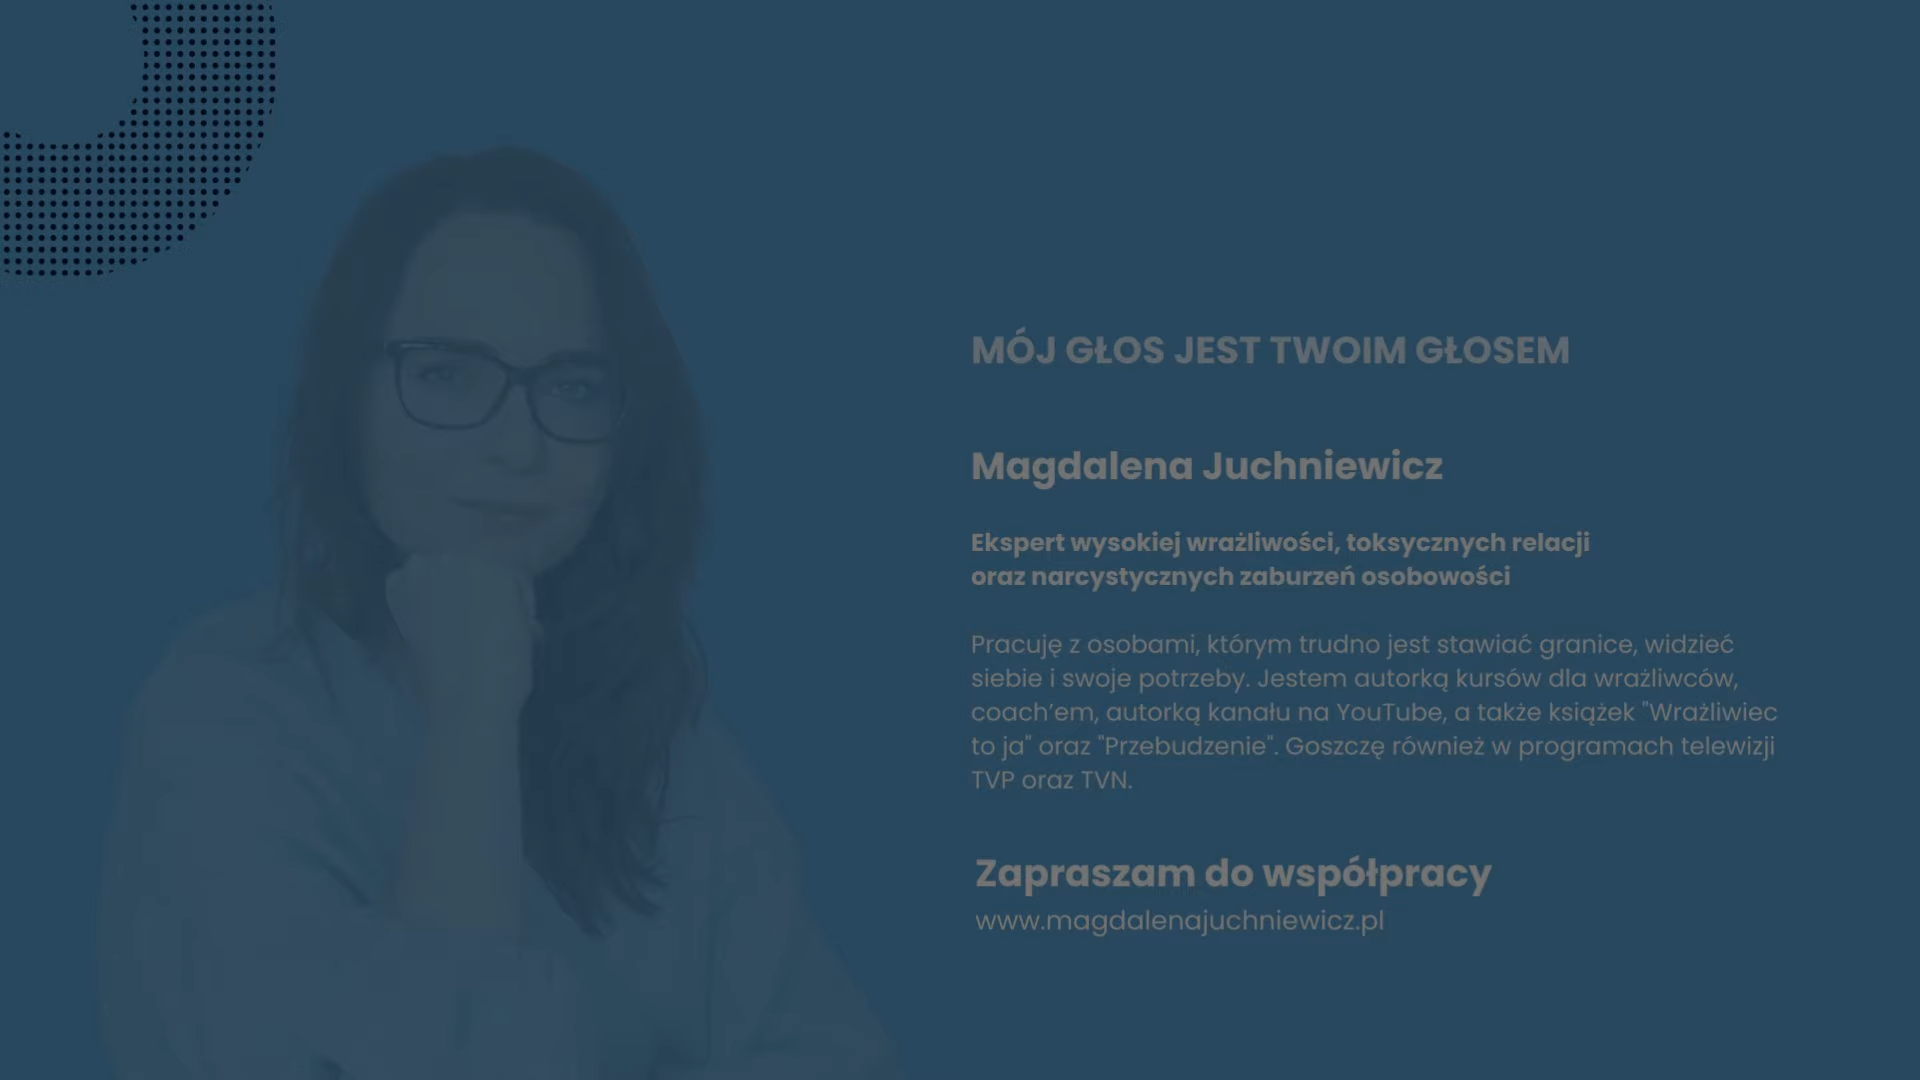 MÓJ GŁOS JEST TWOIM GŁOSEM
Magdalena Juchniewicz
Ekspert wysokiej wrażliwości, toksycznych relacji
oraz narcystycznych zaburzeń osobowości
Pracuję z osobami, którym trudno jest stawiać granice, widzieć
siebie i swoje potrzeby. Jestem autorką kursów dla wrażliwców,
coach’em, autorką kanału na YouTube, a także książek "Wrażliwiec
to ja" oraz "Przebudzenie". Goszczę również w programach telewizji
TVP oraz TVN.
Zapraszam do współpracy
www.magdalenajuchniewicz.pl